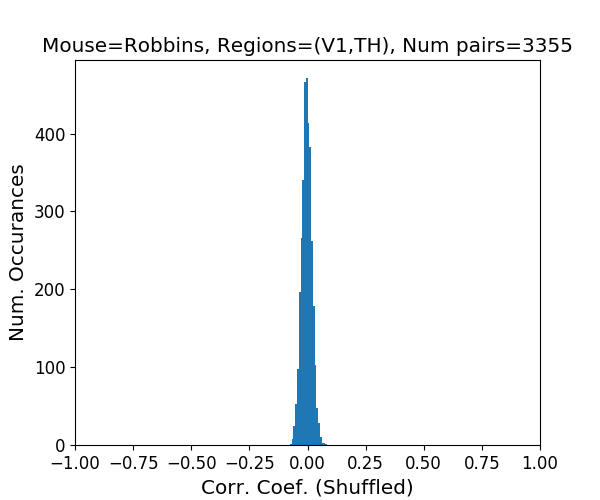 Mouse=Robbins, Regions=(V1,TH), Num pairs=3355
Num. Occurances
400
300
200
100
0
−1.00 −0.75 −0.50 −0.25 0.00 0.25 0.50 0.75 1.00
Corr. Coef. (Shuffled)